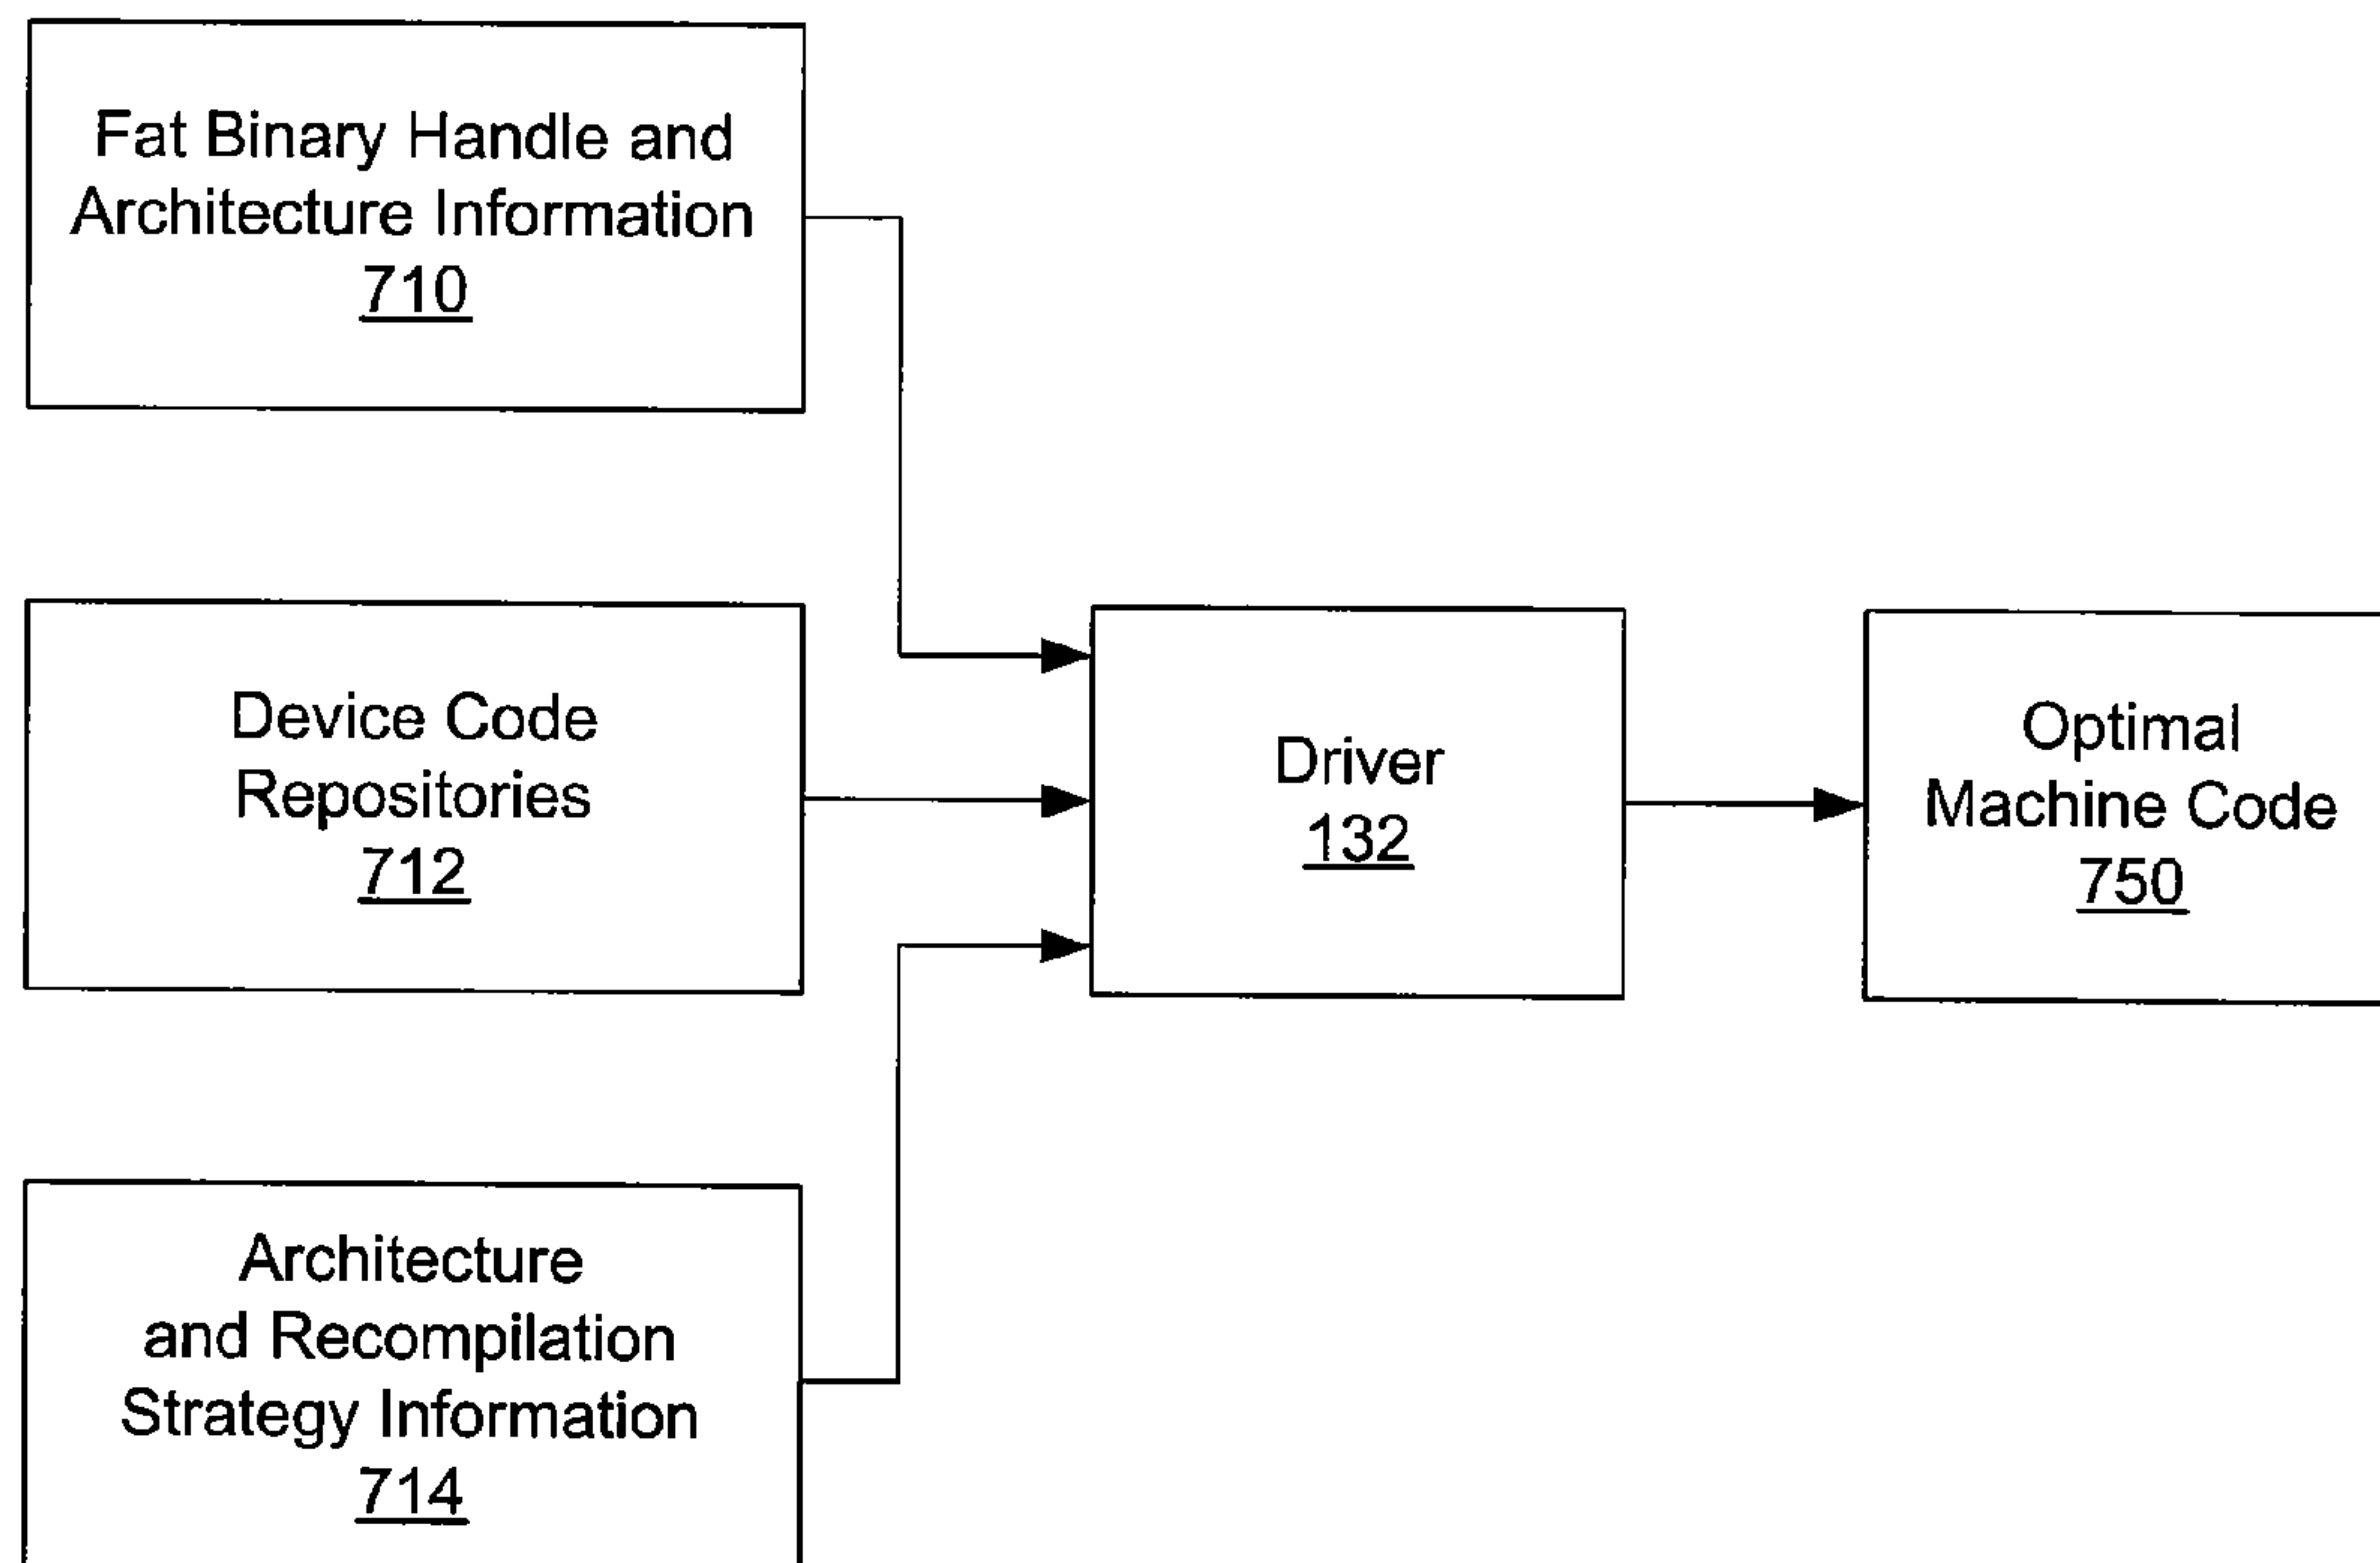 Fat Binary Handle and
Architecture Information
710
Device Code
Repositories
712
Driver
132
Optimal
Machine Code
750
Architecture
and Recompilation
Strategy Information
714